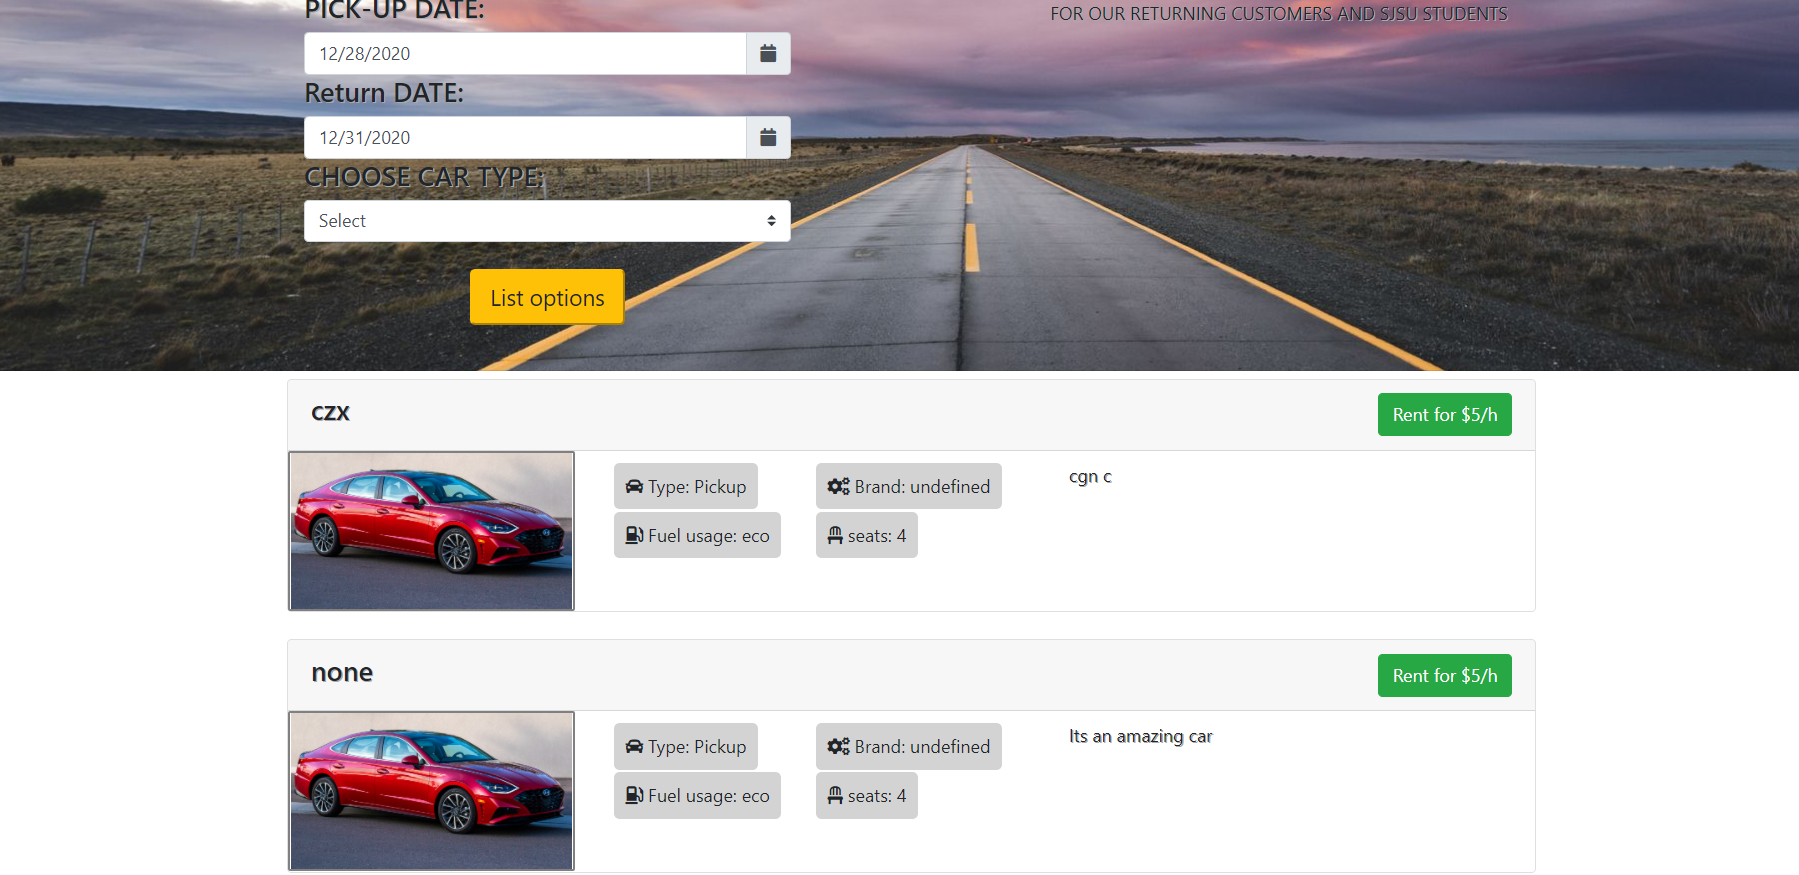 PICK-UP DATE:
FOR OUR RETURNING CUSTOMERS AND SJSU STUDENTS
12/28/2020
Return DATE:
12/31/2020
CHOOSE CAR TYPE:
Select
List options
czx
Rent for $5/h
Type: Pickup
Brand: undefined
cgn c
Fuel usage: eco
seats: 4
none
Rent for $5/h
Type: Pickup
Brand: undefined
Its an amazing car
Fuel usage: eco
seats: 4